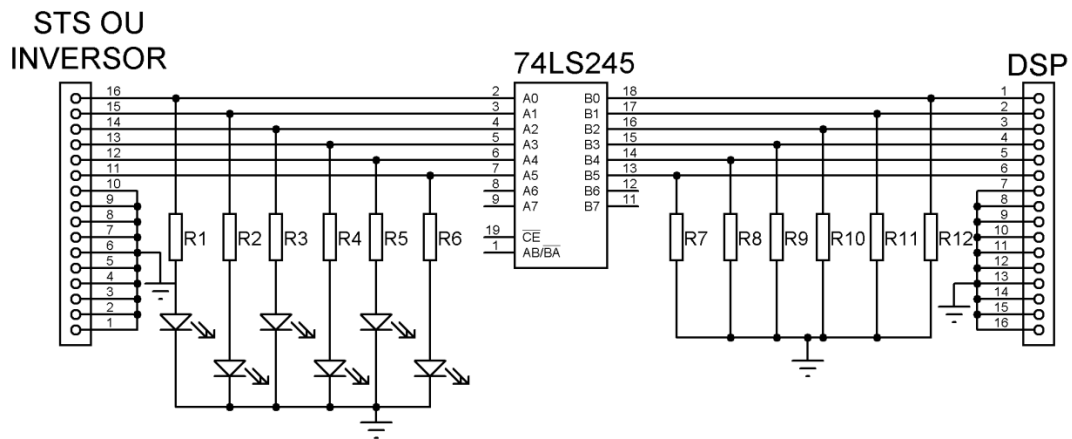 STS OU
INVERSOR
74LS245
DSP
16
15
14
13
12
11
10
9
8
7
6
5
4
3
2
1
2
3
4
5
6
7
8
9
19
1
A0
A1
A2
A3
A4
A5
A6
A7
CE
AB/BA
B0
B1
B2
B3
B4
B5
B6
B7
18
17
16
15
14
13
12
11
1
2
3
4
5
6
7
8
9
10
11
12
13
14
15
16
R1
R2
R3
R4
R5
R6
R7
R8
R9
R10
R11
R12